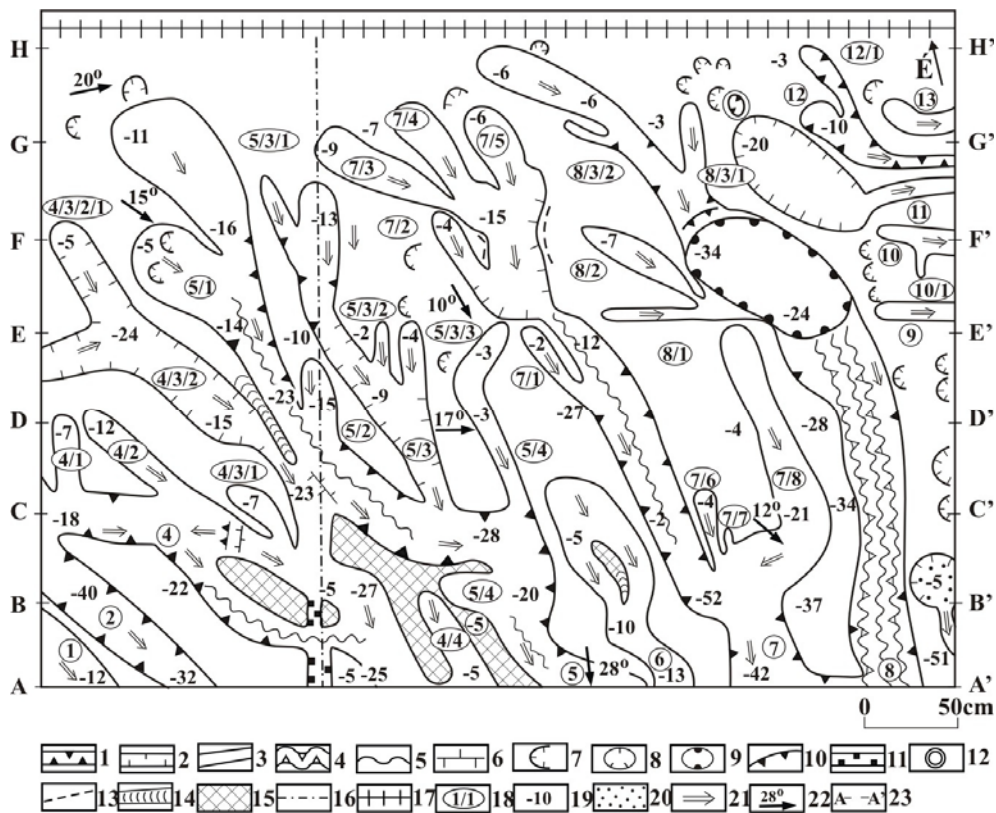 H -6 -3 12/1 H'
20° -6 12 É
-11 5/3/1 -7 7/4 -6 7/5 -3 -10 13
G -9 7/3 -20 G'
4/3/2/1 15° 8/3/2 8/3/1
-16 -13 7/2 -4 -15 11
F -5 -5 -7 -34 10 F'
5/1 8/2
10° 10/1
E -24 -14 -10 5/3/2 -2 -4 5/3/3 -3 -2 -12 8/1 -24 9 E'
4/3/2 7/1
-23 -15 -9 -3 -27 -28
D -7 -12 -15 5/2 17° -4 D'
4/1 4/2 4/3/1 5/3 5/4
-23 7/6 7/8
C -18 -7 -4 7/7 12° -21 -34 C'
4 -28 -5 -2
-22 -5 -27 5/4 -5
B -40 -20 -52 -37 B'
2 4/4 -5 -10
1 5 28° 6 7 -51
A -12 -32 -5 -25 -5 -13 -42 8 A'
0 50cm
1 2 3 4 5 6 7 8 9 10 11 12
13 14 15 16 17 1/1 18 -10 19 20 21 28° 22 A A' 23